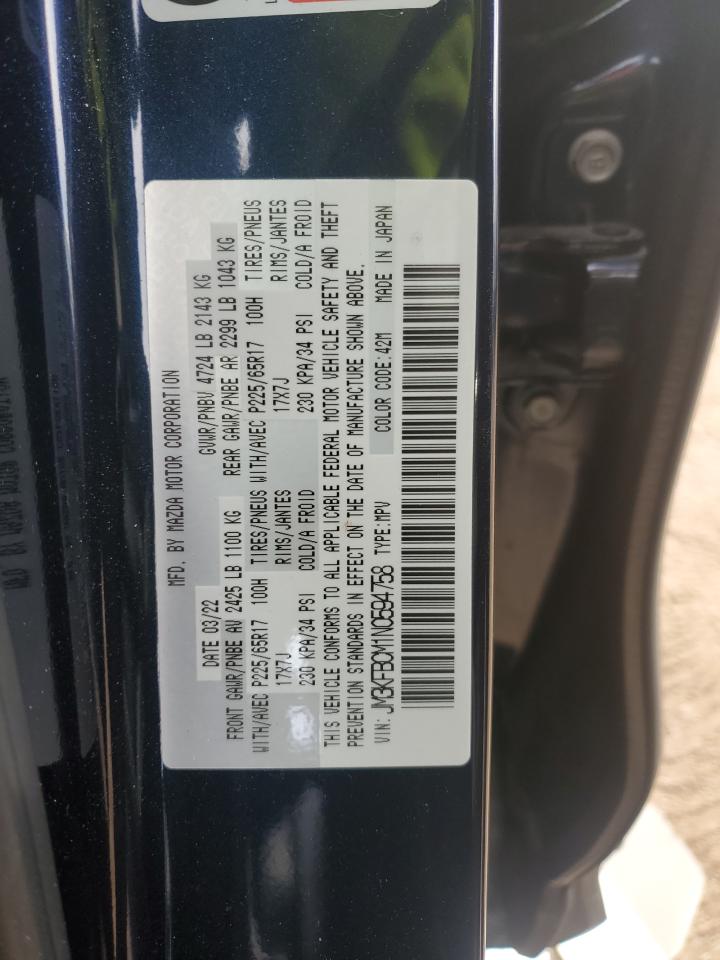 MFD. BY MAZDA MOTOR CORPORATION
DATE 03/22 GVWR/PNBV 4724 LB 2143 KG
FRONT GAWR/PNBE AV 2425 LB 1100 KG REAR GAWR/PNBE AR 2299 LB 1043 KG
WITH/AVEC P225/65R17 100H TIRES/PNEUS WITH/AVEC P225/65R17 100H TIRES/PNEUS
17X7J RIMS/JANTES 17X7J RIMS/JANTES
230 KPA/34 PSI COLD/A FROID 230 KPA/34 PSI COLD/A FROID
THIS VEHICLE CONFORMS TO ALL APPLICABLE FEDERAL MOTOR VEHICLE SAFETY AND THEFT
PREVENTION STANDARDS IN EFFECT ON THE DATE OF MANUFACTURE SHOWN ABOVE.
VIN: JM3KFBCM1N0594758 TYPE:MPV COLOR CODE:42M MADE IN JAPAN